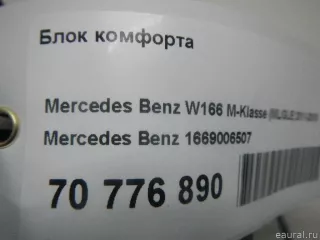 Блок комфорта
Mercedes Benz W166 M-Klasse
Mercedes Benz 1669006507
70 776 890
eaural.ru